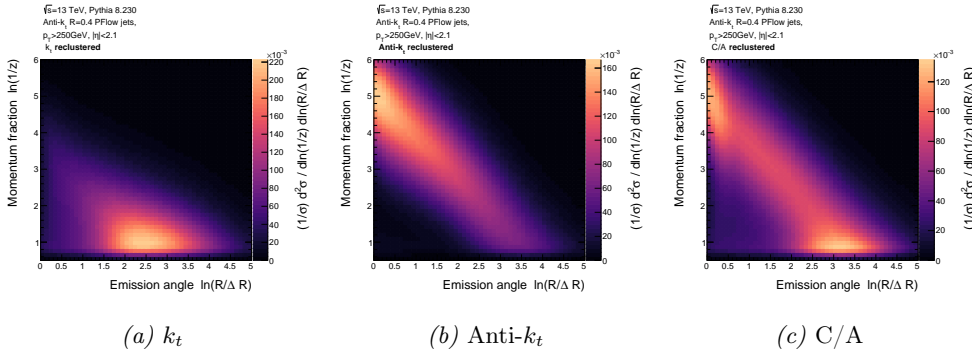 √s=13 TeV, Pythia 8.230
Anti-kₜ R=0.4 PFlow jets,
p_T>250GeV, |η|<2.1
kₜ reclustered
×10⁻³
Momentum fraction ln(1/z)
6
5
4
3
2
1
0 0.5 1 1.5 2 2.5 3 3.5 4 4.5 5
Emission angle ln(R/Δ R)
220
200
180
160
140
120
100
80
60
40
20
(1/σ) d²σ / dln(1/z) dln(R/Δ R)
(a) kₜ
√s=13 TeV, Pythia 8.230
Anti-kₜ R=0.4 PFlow jets,
p_T>250GeV, |η|<2.1
Anti-kₜ reclustered
×10⁻³
Momentum fraction ln(1/z)
6
5
4
3
2
1
0 0.5 1 1.5 2 2.5 3 3.5 4 4.5 5
Emission angle ln(R/Δ R)
160
140
120
100
80
60
40
20
(1/σ) d²σ / dln(1/z) dln(R/Δ R)
(b) Anti-kₜ
√s=13 TeV, Pythia 8.230
Anti-kₜ R=0.4 PFlow jets,
p_T>250GeV, |η|<2.1
C/A reclustered
×10⁻³
Momentum fraction ln(1/z)
6
5
4
3
2
1
0 0.5 1 1.5 2 2.5 3 3.5 4 4.5 5
Emission angle ln(R/Δ R)
120
100
80
60
40
20
0
(1/σ) d²σ / dln(1/z) dln(R/Δ R)
(c) C/A